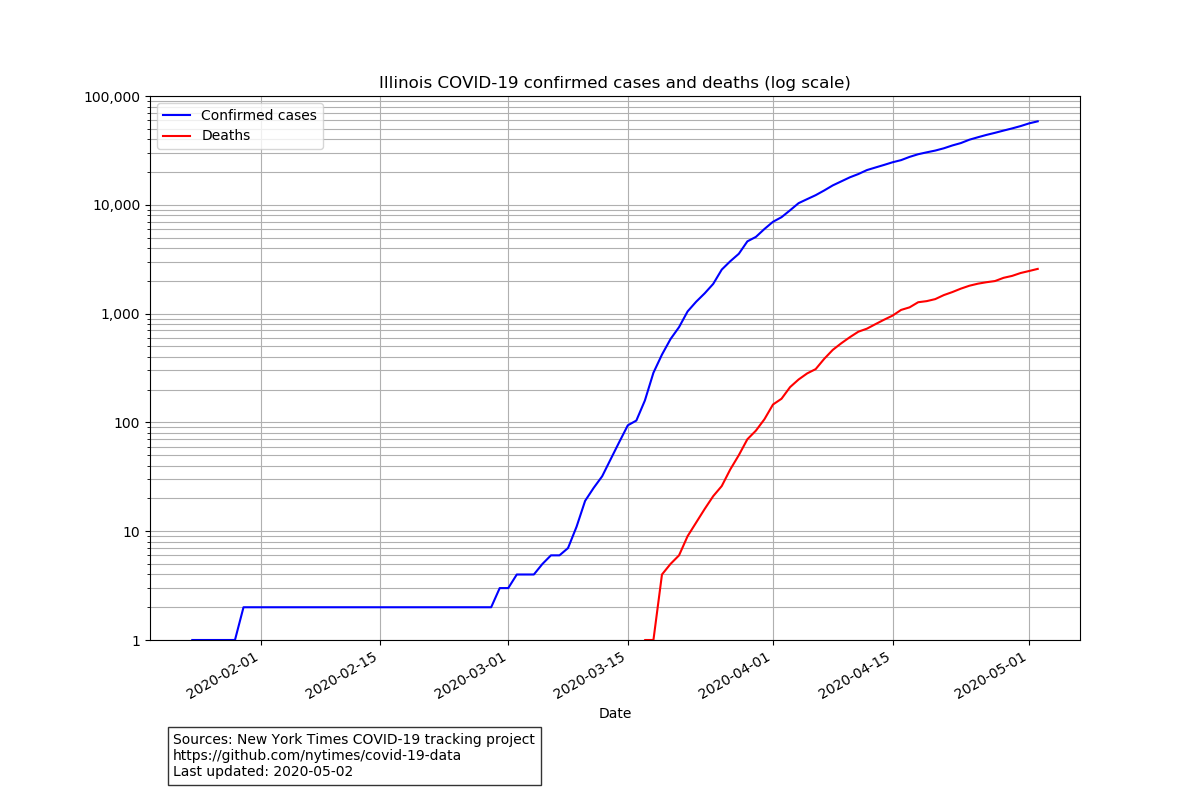 Illinois COVID-19 confirmed cases and deaths (log scale)
100,000
10,000
1,000
100
10
1
Confirmed cases
Deaths
2020-02-01
2020-02-15
2020-03-01
2020-03-15
2020-04-01
2020-04-15
2020-05-01
Date
Sources: New York Times COVID-19 tracking project
https://github.com/nytimes/covid-19-data
Last updated: 2020-05-02